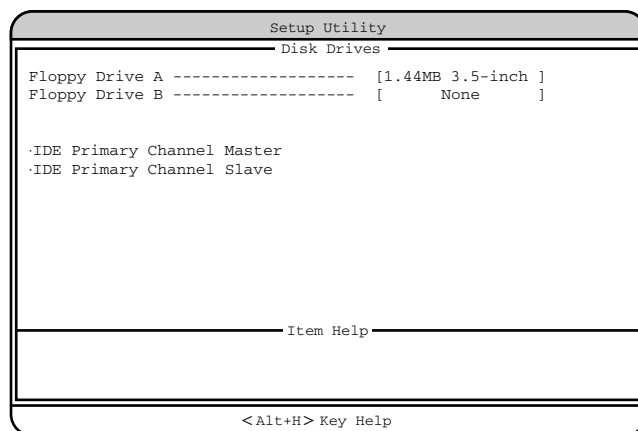 Setup Utility
Disk Drives
Floppy Drive A ------------------- [1.44MB 3.5-inch ]
Floppy Drive B ------------------- [ None ]
·IDE Primary Channel Master
·IDE Primary Channel Slave
Item Help
<Alt+H> Key Help